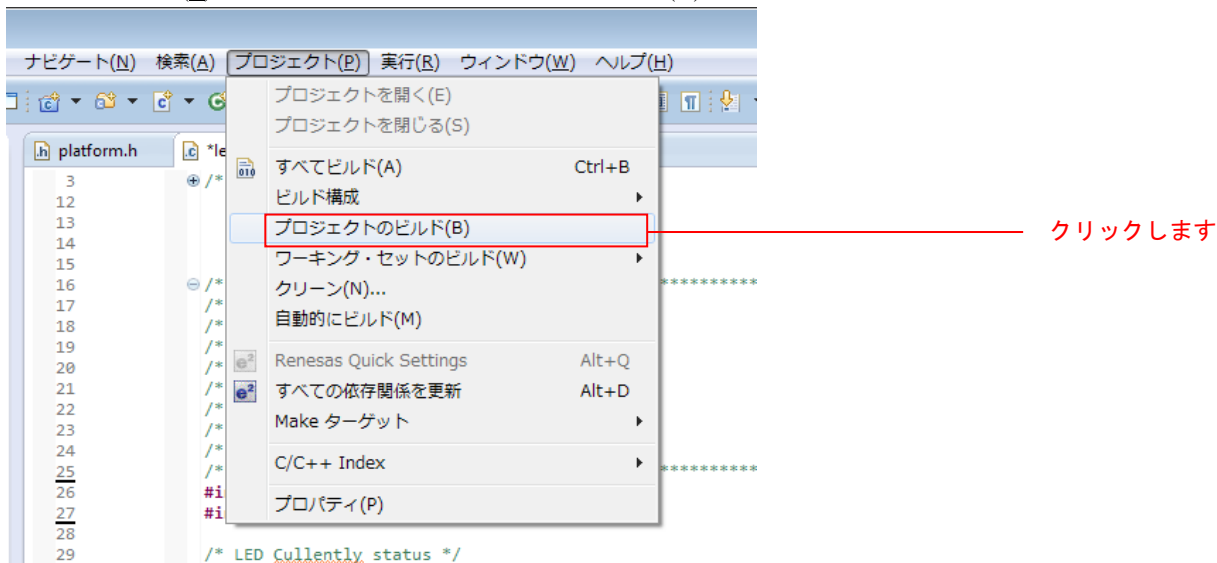 ナビゲート(N) 検索(A) プロジェクト(P) 実行(R) ウィンドウ(W) ヘルプ(H)
プロジェクトを開く(E)
プロジェクトを閉じる(S)
platform.h *le
すべてビルド(A) Ctrl+B
ビルド構成
プロジェクトのビルド(B)
クリックします
ワーキング・セットのビルド(W)
クリーン(N)...
自動的にビルド(M)
Renesas Quick Settings Alt+Q
すべての依存関係を更新 Alt+D
Make ターゲット
C/C++ Index
プロパティ(P)
3 /*
12
13
14
15
16 /* **********
17 /*
18 /*
19 /*
20 /*
21 /*
22 /*
23 /*
24 /*
25 /* **********
26 #i
27 #i
28
29 /* LED Cullently status */